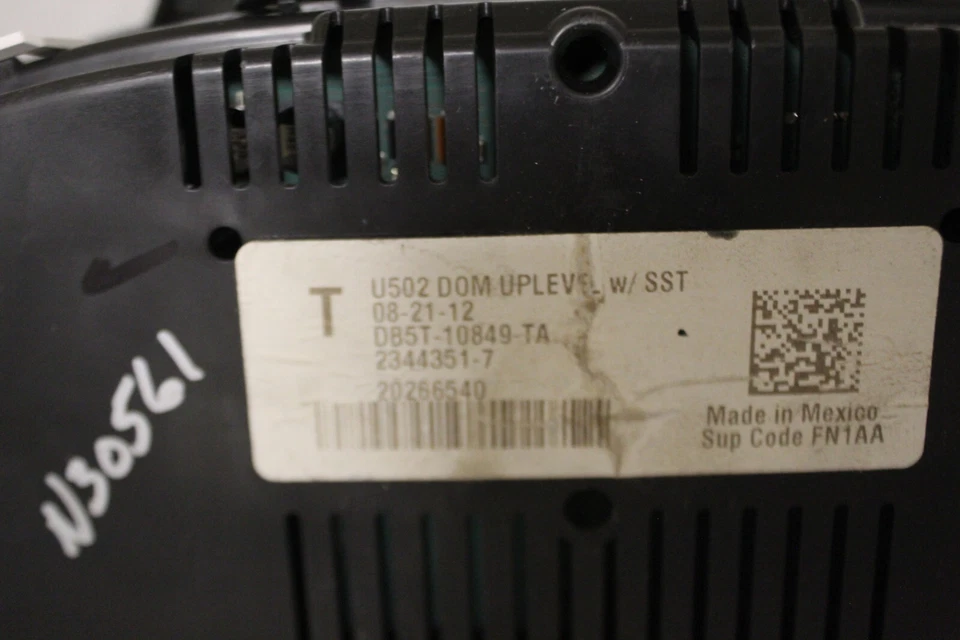 T
U502 DOM UPLEVEL w/ SST
08-21-12
DB5T-10849-TA
2344351-7
20266540
Made in Mexico
Sup Code FN1AA
N30561